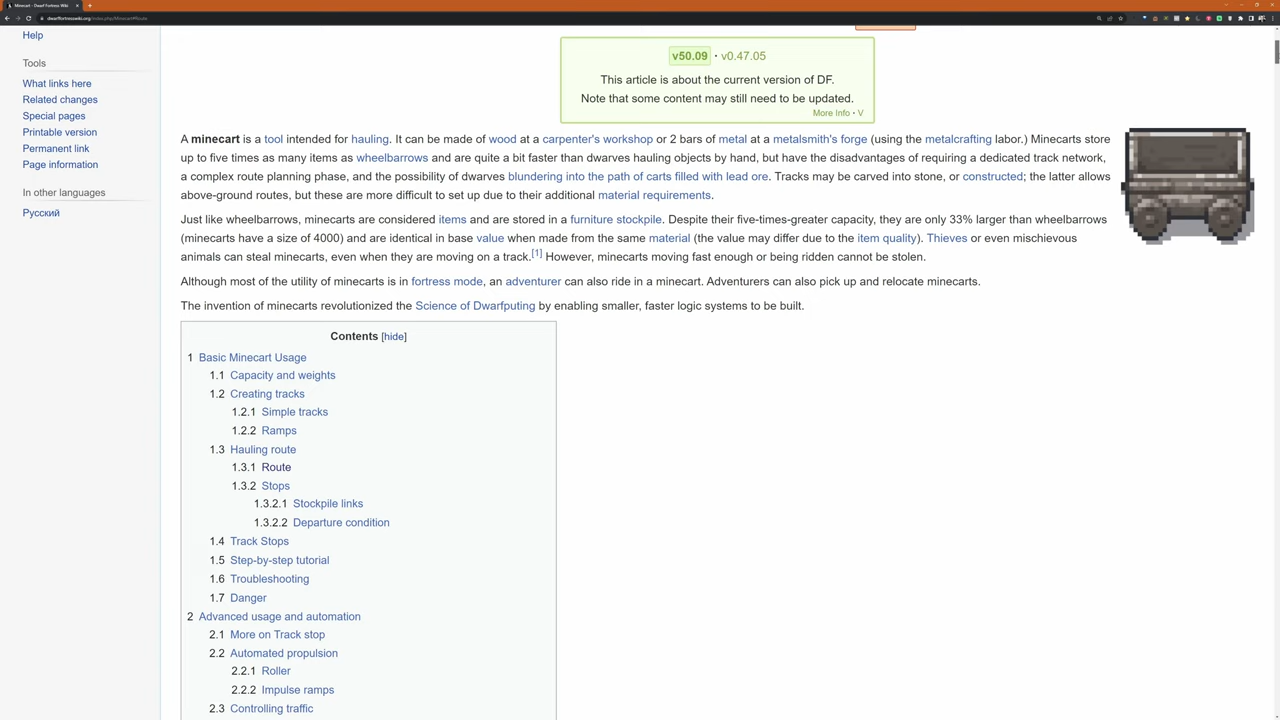 Minecart - Dwarf Fortress Wiki
dwarffortresswiki.org/index.php/Minecart#Route
Help
Tools
What links here
Related changes
Special pages
Printable version
Permanent link
Page information
In other languages
Русский
v50.09 · v0.47.05
This article is about the current version of DF.
Note that some content may still need to be updated.
More Info • V
A minecart is a tool intended for hauling. It can be made of wood at a carpenter's workshop or 2 bars of metal at a metalsmith's forge (using the metalcrafting labor.) Minecarts store
up to five times as many items as wheelbarrows and are quite a bit faster than dwarves hauling objects by hand, but have the disadvantages of requiring a dedicated track network,
a complex route planning phase, and the possibility of dwarves blundering into the path of carts filled with lead ore. Tracks may be carved into stone, or constructed; the latter allows
above-ground routes, but these are more difficult to set up due to their additional material requirements.
Just like wheelbarrows, minecarts are considered items and are stored in a furniture stockpile. Despite their five-times-greater capacity, they are only 33% larger than wheelbarrows
(minecarts have a size of 4000) and are identical in base value when made from the same material (the value may differ due to the item quality). Thieves or even mischievous
animals can steal minecarts, even when they are moving on a track.[1] However, minecarts moving fast enough or being ridden cannot be stolen.
Although most of the utility of minecarts is in fortress mode, an adventurer can also ride in a minecart. Adventurers can also pick up and relocate minecarts.
The invention of minecarts revolutionized the Science of Dwarfputing by enabling smaller, faster logic systems to be built.
Contents [hide]
1 Basic Minecart Usage
1.1 Capacity and weights
1.2 Creating tracks
1.2.1 Simple tracks
1.2.2 Ramps
1.3 Hauling route
1.3.1 Route
1.3.2 Stops
1.3.2.1 Stockpile links
1.3.2.2 Departure condition
1.4 Track Stops
1.5 Step-by-step tutorial
1.6 Troubleshooting
1.7 Danger
2 Advanced usage and automation
2.1 More on Track stop
2.2 Automated propulsion
2.2.1 Roller
2.2.2 Impulse ramps
2.3 Controlling traffic